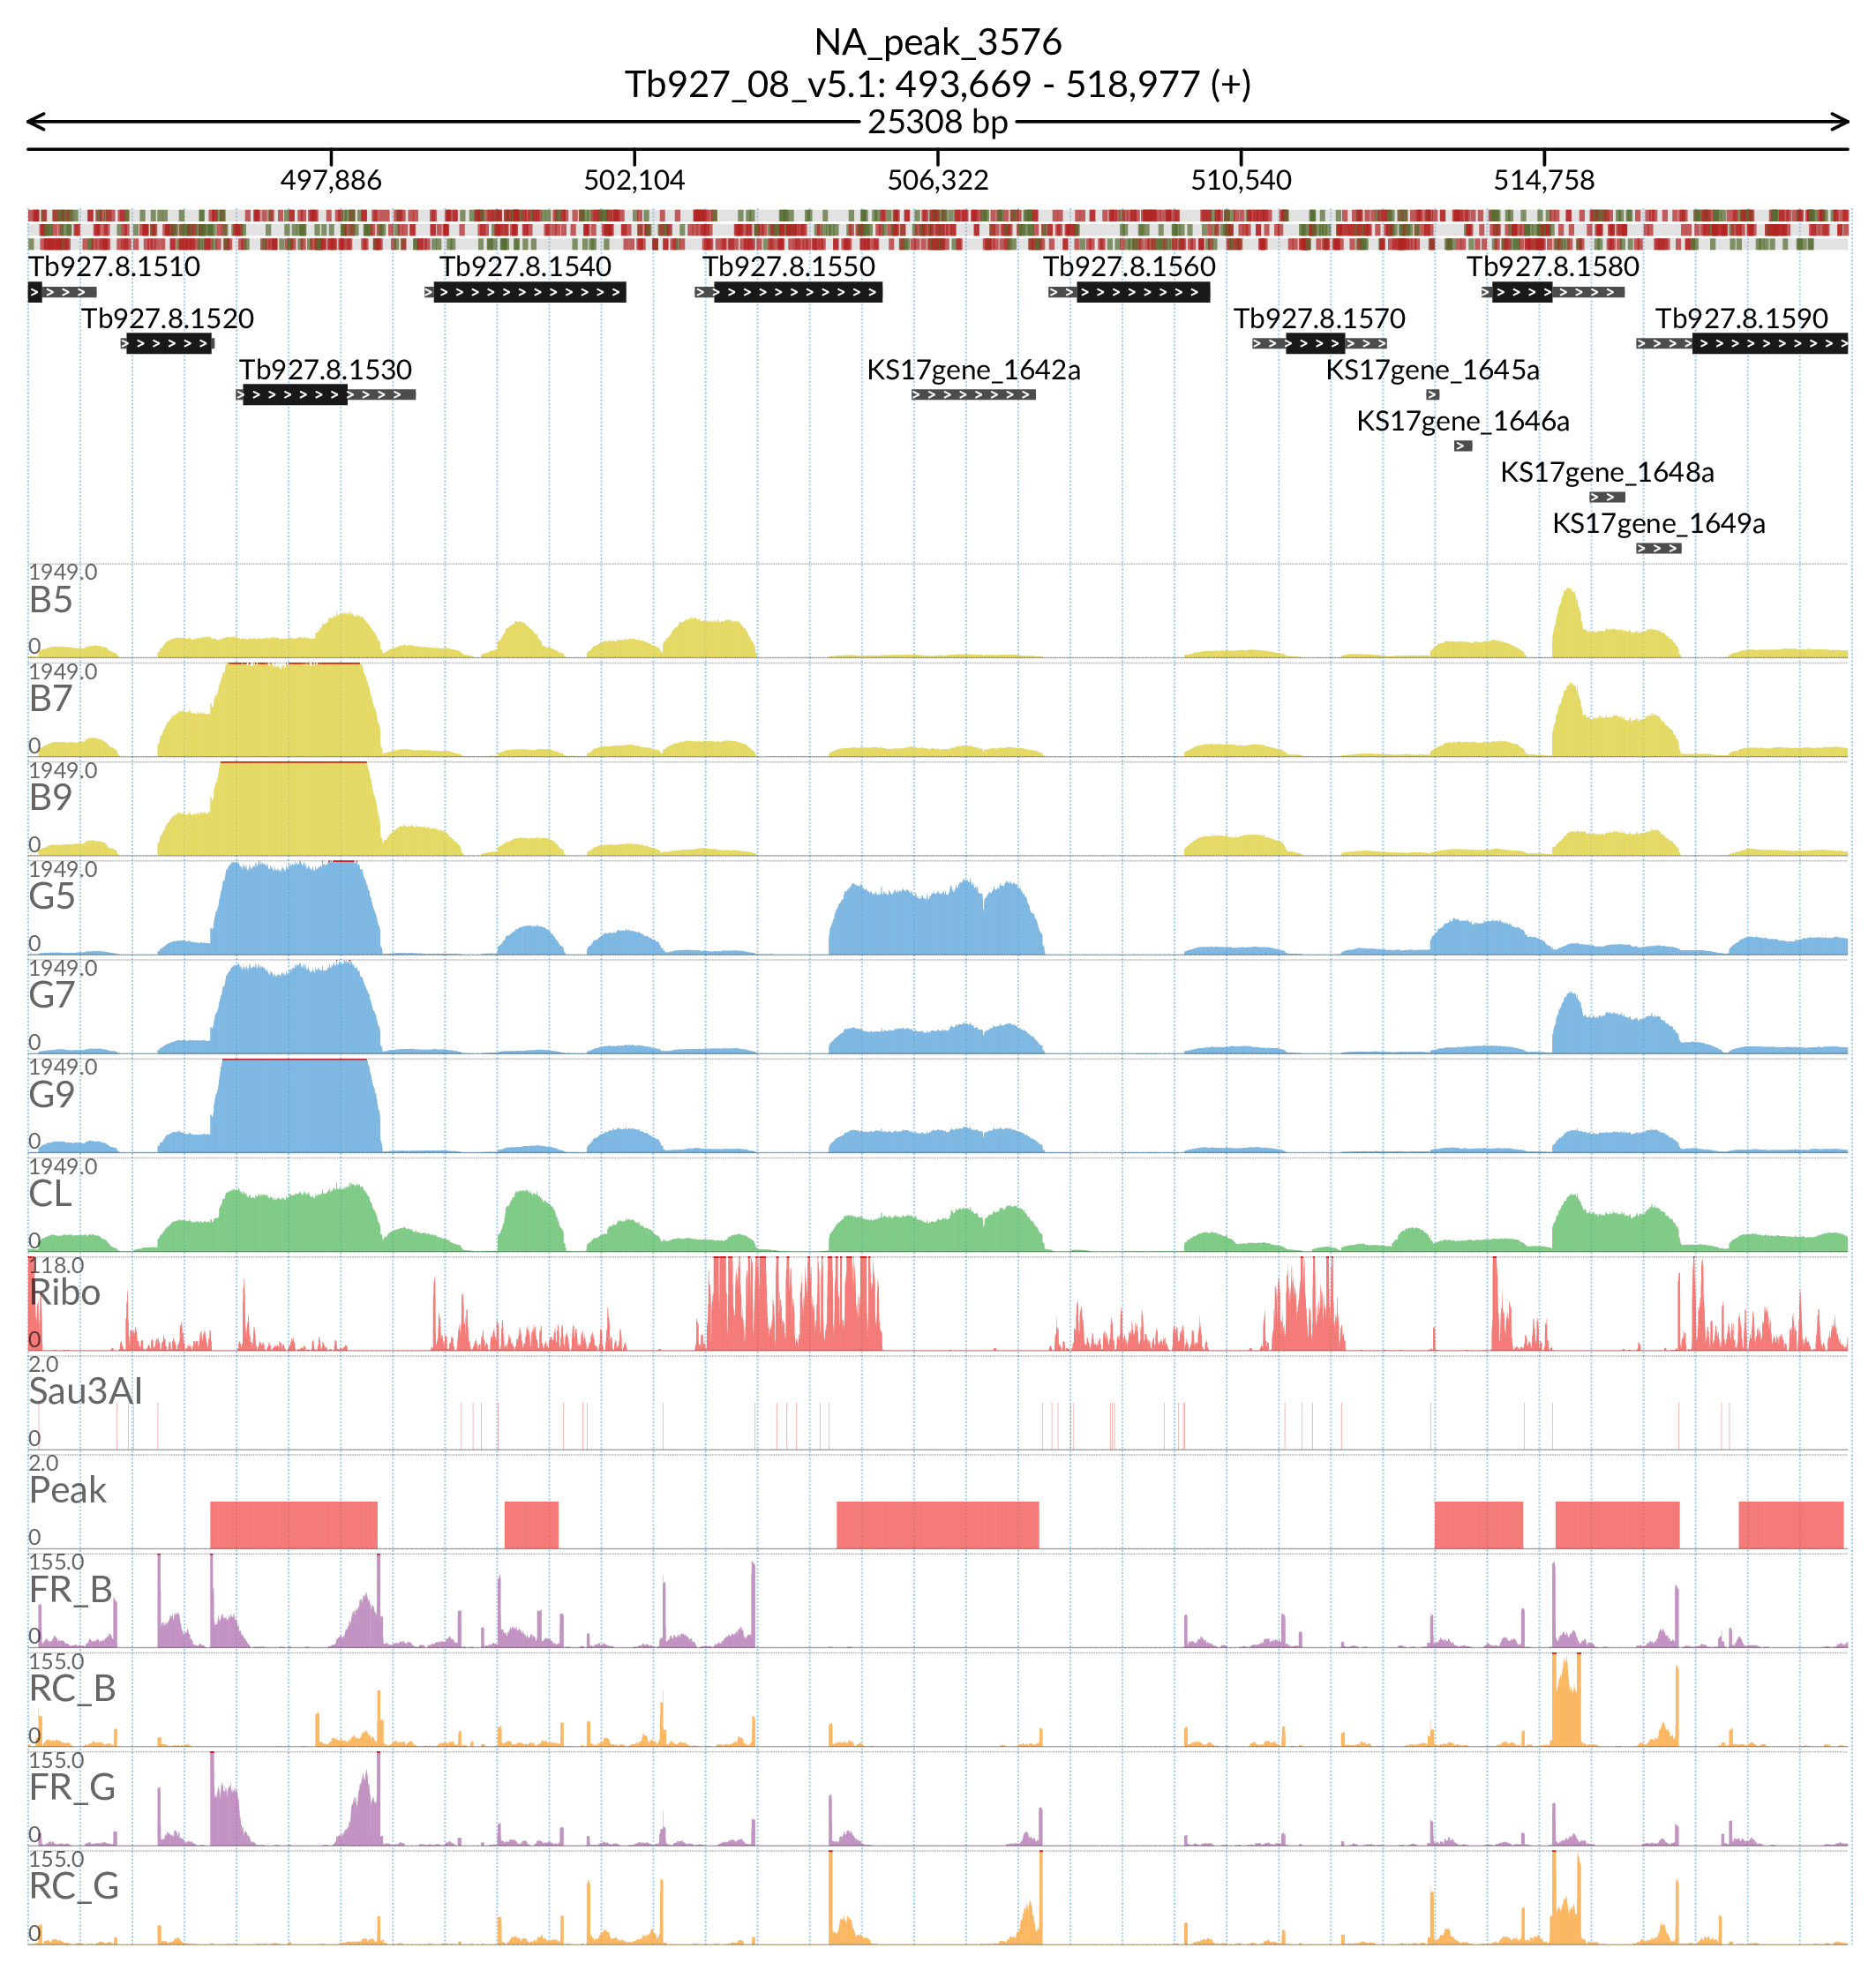 NA_peak_3576
Tb927_08_v5.1: 493,669 - 518,977 (+)
25308 bp
497,886 502,104 506,322 510,540 514,758
Tb927.8.1510 Tb927.8.1540 Tb927.8.1550 Tb927.8.1560 Tb927.8.1580
Tb927.8.1520 Tb927.8.1570 Tb927.8.1590
Tb927.8.1530 KS17gene_1642a KS17gene_1645a
KS17gene_1646a
KS17gene_1648a
KS17gene_1649a
1949.0
B5
0
1949.0
B7
0
1949.0
B9
0
1949.0
G5
0
1949.0
G7
0
1949.0
G9
0
1949.0
CL
0
118.0
Ribo
0
2.0
Sau3AI
0
2.0
Peak
0
155.0
FR_B
0
155.0
RC_B
0
155.0
FR_G
0
155.0
RC_G
0